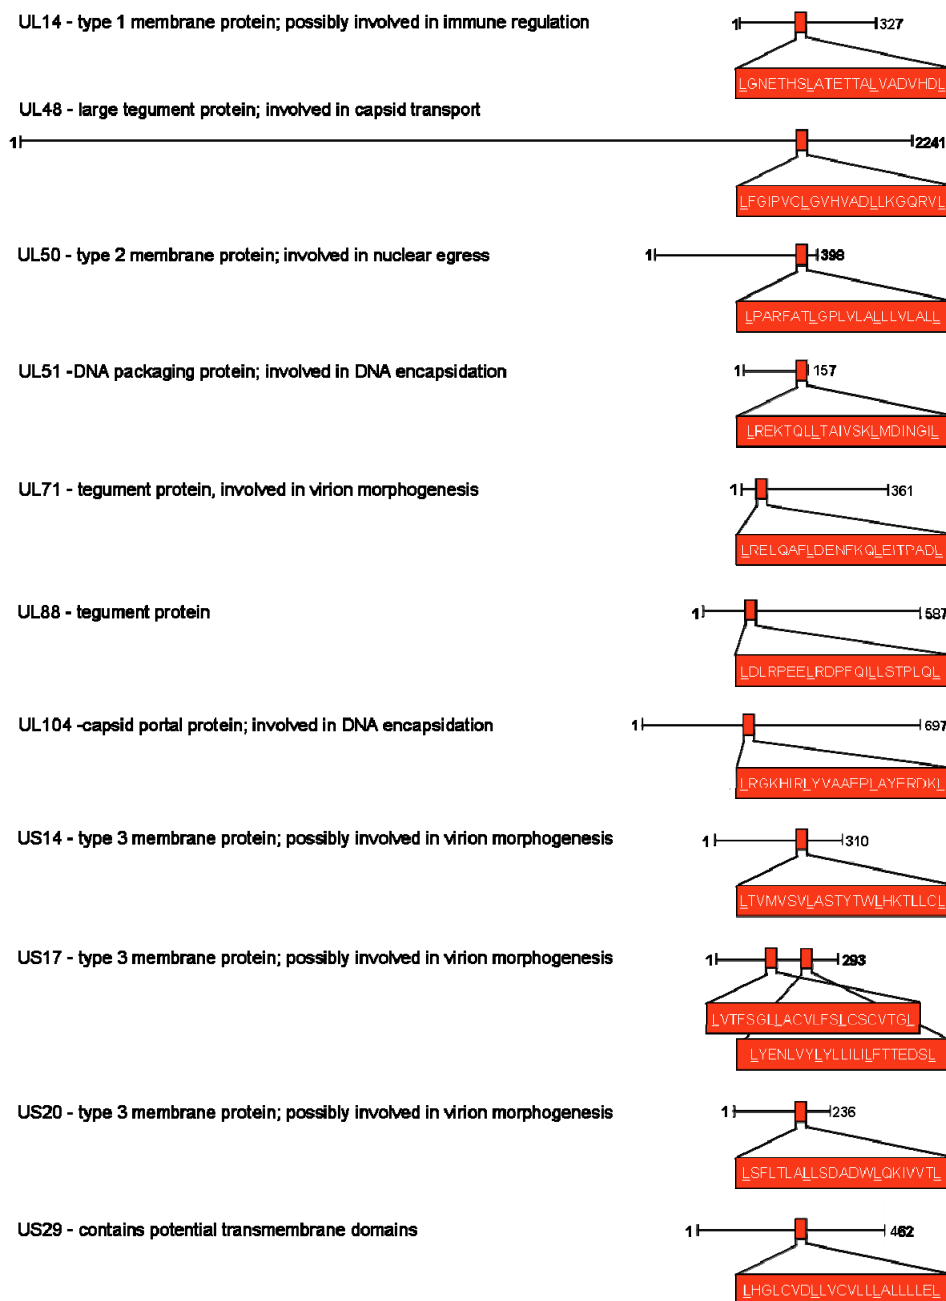 UL14 - type 1 membrane protein; possibly involved in immune regulation
1 327
LGNETHSLATETTALVADVHDL
UL48 - large tegument protein; involved in capsid transport
1 2241
LFGIPVCLGVHVADLLKGQRVL
UL50 - type 2 membrane protein; involved in nuclear egress
1 398
LPARFATLGPLVLALLLVLALL
UL51 -DNA packaging protein; involved in DNA encapsidation
1 157
LREKTQLLTAIVSKLMDINGIL
UL71 - tegument protein, involved in virion morphogenesis
1 361
LRELQAFLDENFKQLEITPADL
UL88 - tegument protein
1 587
LDLRPEELRDPFQILLSTPLQL
UL104 -capsid portal protein; involved in DNA encapsidation
1 697
LRGKHIRLYVAAFPLAYFRDKL
US14 - type 3 membrane protein; possibly involved in virion morphogenesis
1 310
LTVMVSVLASTYTWLHKTLLCL
US17 - type 3 membrane protein; possibly involved in virion morphogenesis
1 293
LVTFSGLLACVLFSLCSCVTGL
LYENLVYLYLLILILFTTEDSL
US20 - type 3 membrane protein; possibly involved in virion morphogenesis
1 236
LSFLTLALLSDADWLQKIVVTL
US29 - contains potential transmembrane domains
1 462
LHGLCVDLLVCVLLLALLLLEL